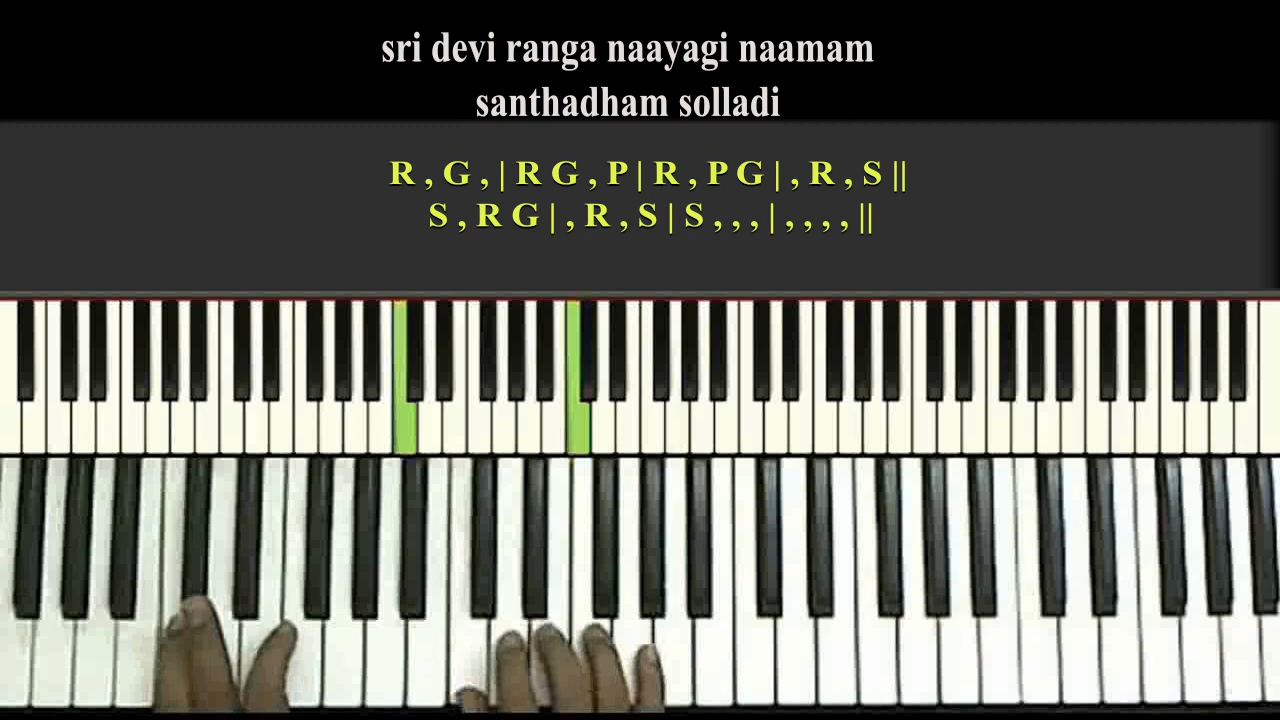 sri devi ranga naayagi naamam
santhadham solladi
R , G , | R G , P | R , P G | , R , S ||
S , R G | , R , S | S , , , | , , , , ||